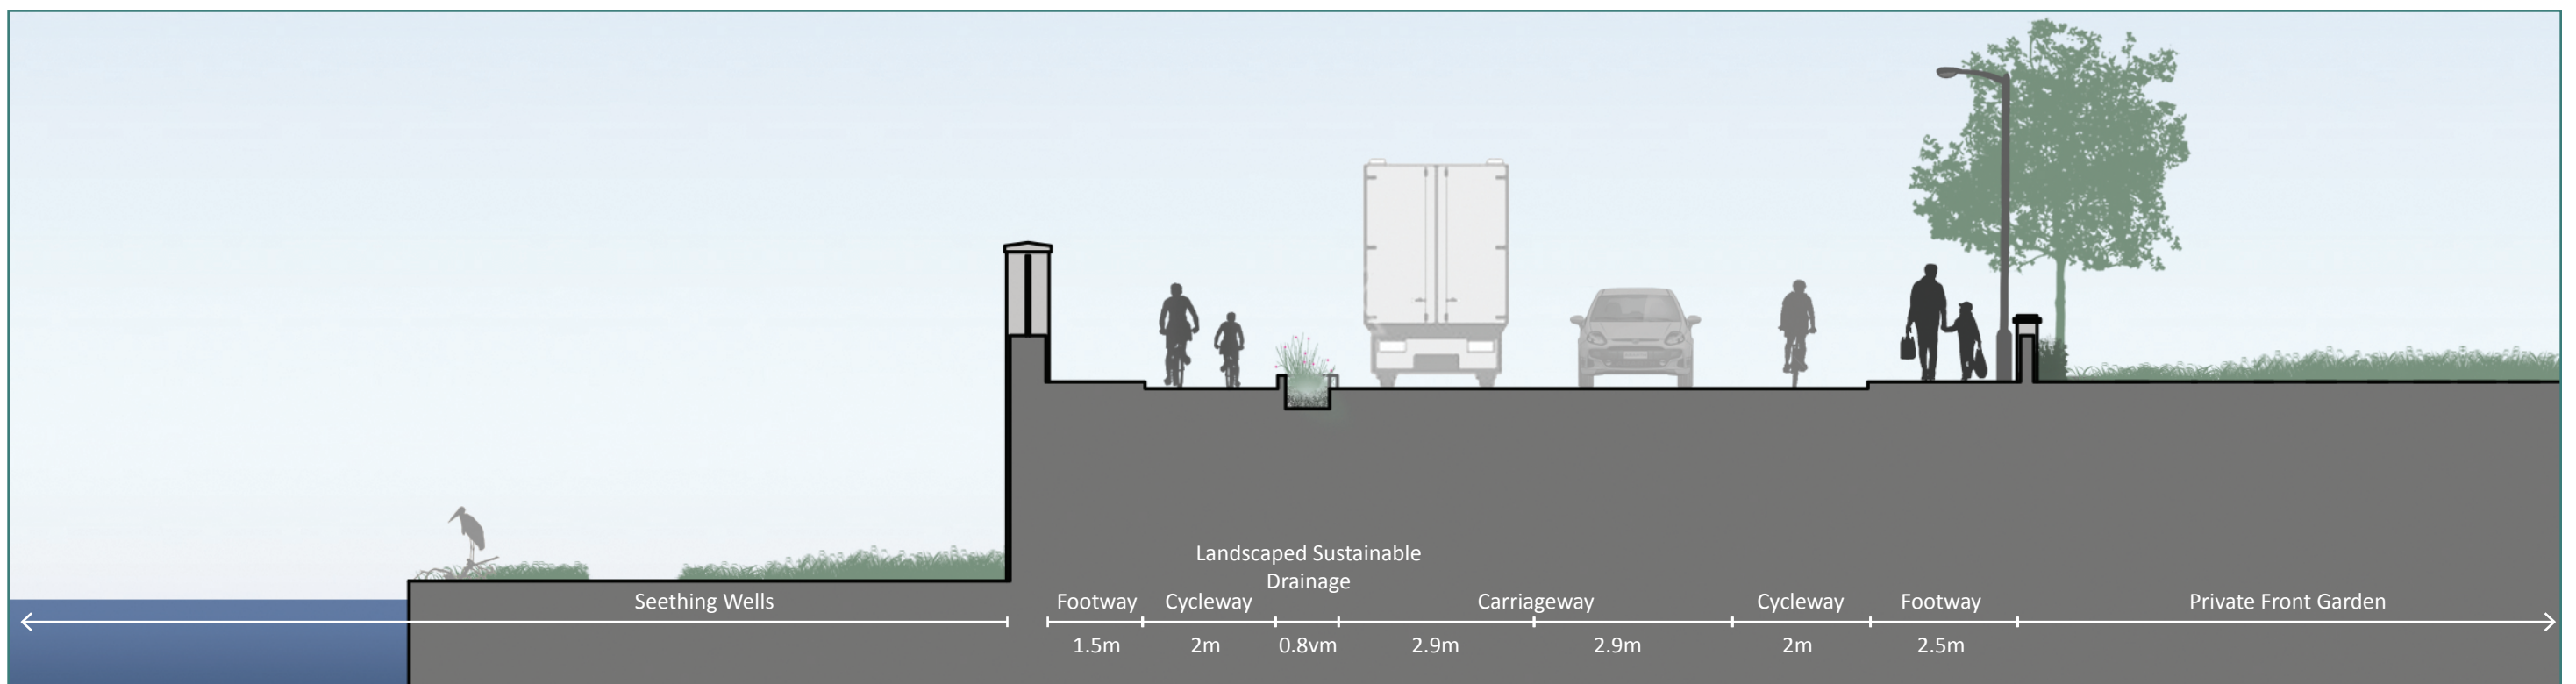 Landscaped Sustainable
Drainage
Seething Wells
Footway
Cycleway
Carriageway
Cycleway
Footway
Private Front Garden
1.5m
2m
0.8vm
2.9m
2.9m
2m
2.5m